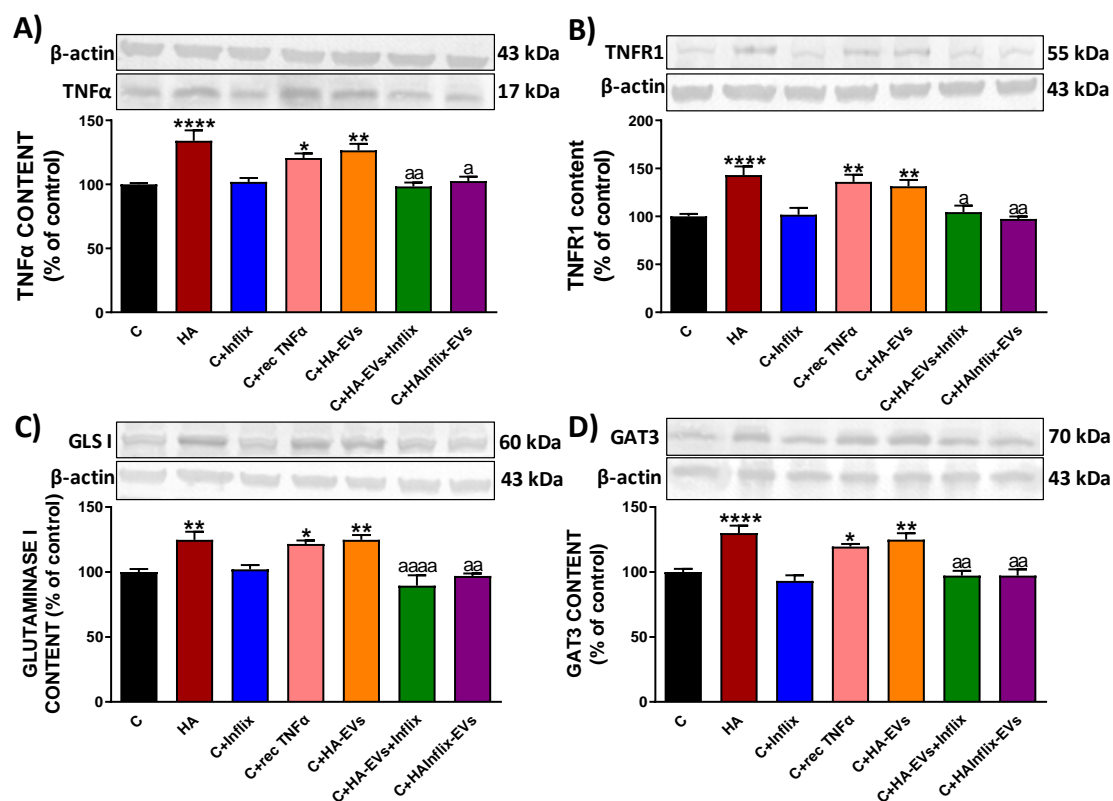 A)
β-actin 43 kDa
TNFα 17 kDa
TNFα CONTENT
(% of control)
150
100
50
0
****
*
**
aa
a
C
HA
C+Inflix
C+rec TNFα
C+HA-EVs
C+HA-EVs+Inflix
C+HAInflix-EVs
B)
TNFR1 55 kDa
β-actin 43 kDa
TNFR1 content
(% of control)
200
150
100
50
0
****
**
**
a
aa
C
HA
C+Inflix
C+rec TNFα
C+HA-EVs
C+HA-EVs+Inflix
C+HAInflix-EVs
C)
GLS I 60 kDa
β-actin 43 kDa
GLUTAMINASE I
CONTENT (% of control)
150
100
50
0
**
*
**
aaaa
aa
C
HA
C+Inflix
C+rec TNFα
C+HA-EVs
C+HA-EVs+Inflix
C+HAInflix-EVs
D)
GAT3 70 kDa
β-actin 43 kDa
GAT3 CONTENT
(% of control)
150
100
50
0
****
*
**
aa
aa
C
HA
C+Inflix
C+rec TNFα
C+HA-EVs
C+HA-EVs+Inflix
C+HAInflix-EVs